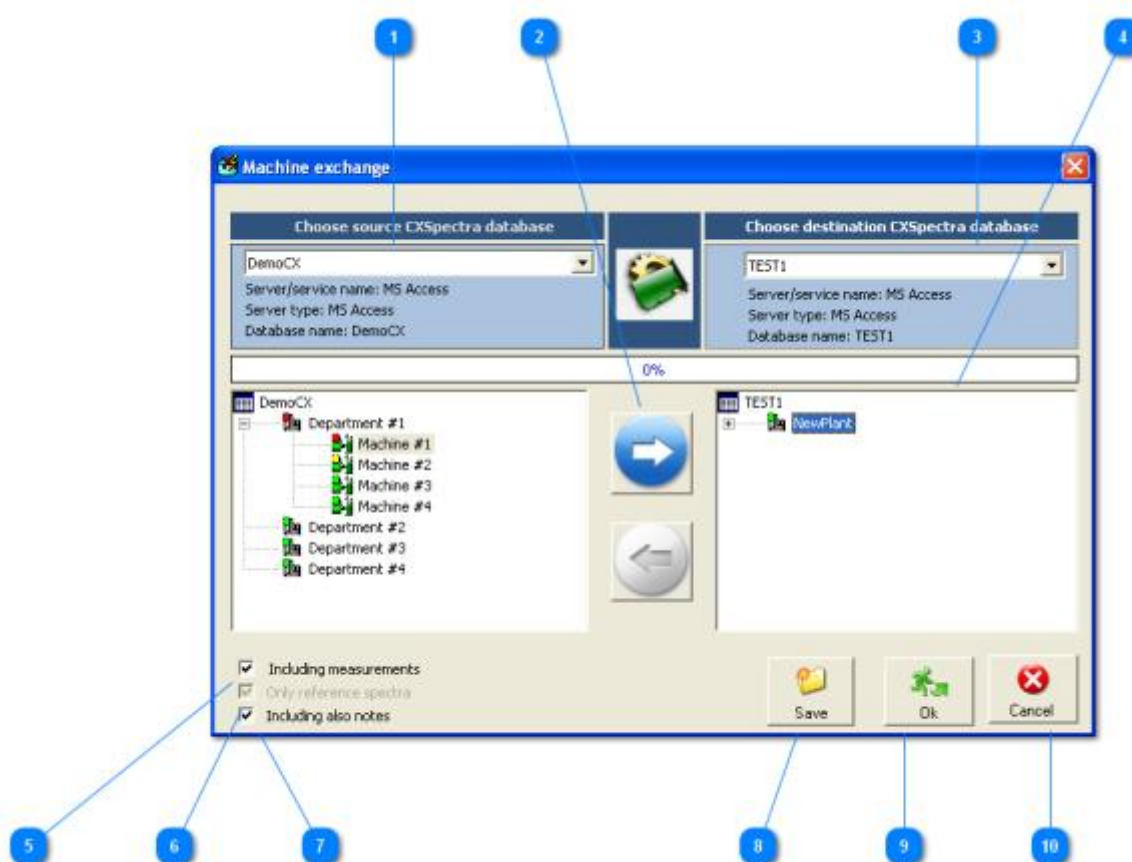 1
2
3
4
Machine exchange
Choose source CXSpectra database
Choose destination CXSpectra database
DemoCX
TEST1
Server/service name: MS Access
Server type: MS Access
Database name: DemoCX
Server/service name: MS Access
Server type: MS Access
Database name: TEST1
0%
DemoCX
Department #1
Machine #1
Machine #2
Machine #3
Machine #4
Department #2
Department #3
Department #4
TEST1
NewPlant
Including measurements
Only reference spectra
Including also notes
Save
Ok
Cancel
5
6
7
8
9
10